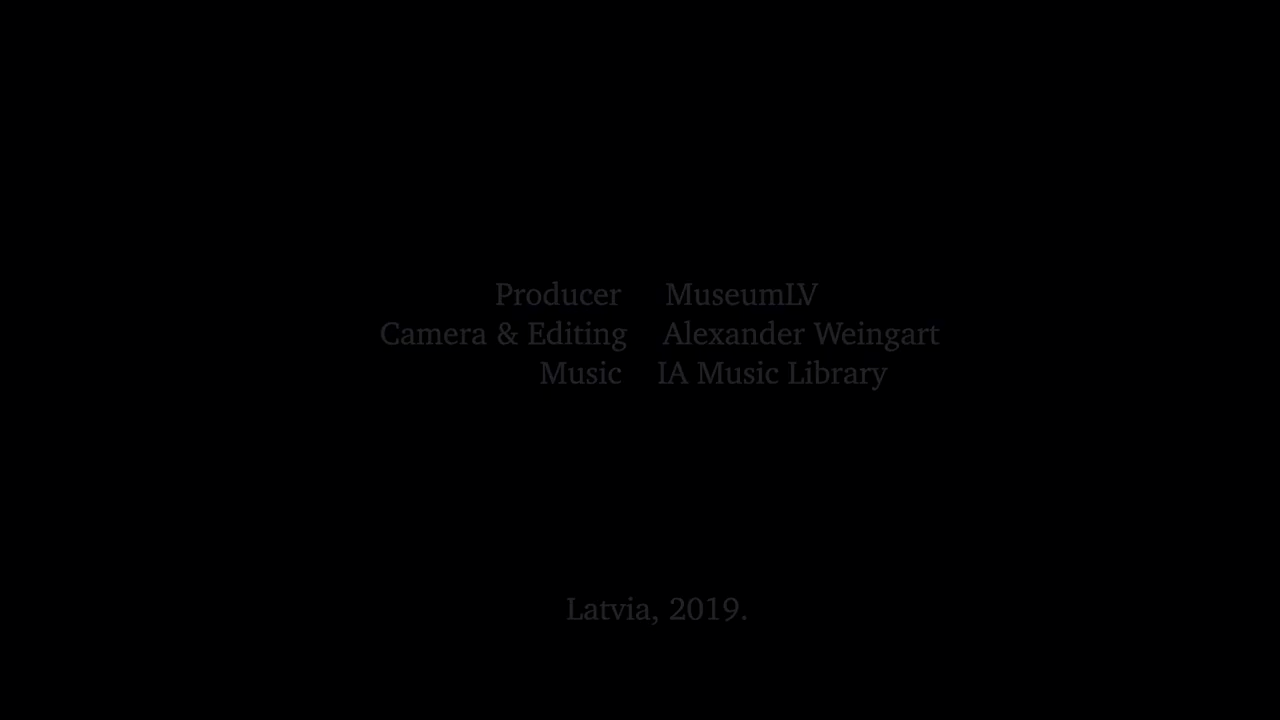 Producer MuseumLV
Camera & Editing Alexander Weingart
Music IA Music Library
Latvia, 2019.